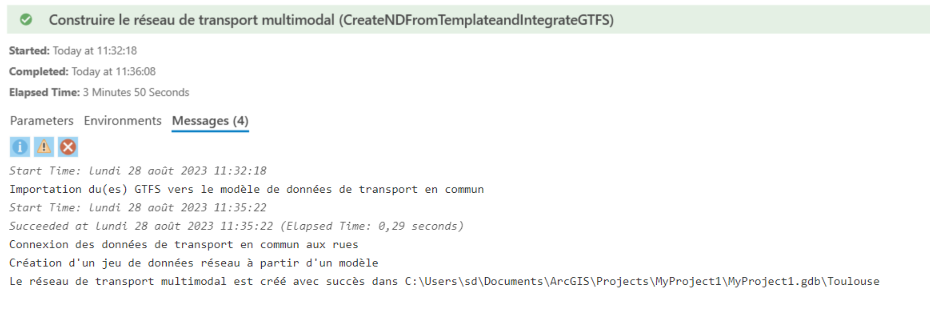 Construire le réseau de transport multimodal (CreateNDFromTemplateandIntegrateGTFS)
Started: Today at 11:32:18
Completed: Today at 11:36:08
Elapsed Time: 3 Minutes 50 Seconds
Parameters Environments Messages (4)
Start Time: lundi 28 août 2023 11:32:18
Importation du(es) GTFS vers le modèle de données de transport en commun
Start Time: lundi 28 août 2023 11:35:22
Succeeded at lundi 28 août 2023 11:35:22 (Elapsed Time: 0,29 seconds)
Connexion des données de transport en commun aux rues
Création d'un jeu de données réseau à partir d'un modèle
Le réseau de transport multimodal est créé avec succès dans C:\Users\sd\Documents\ArcGIS\Projects\MyProject1\MyProject1.gdb\Toulouse